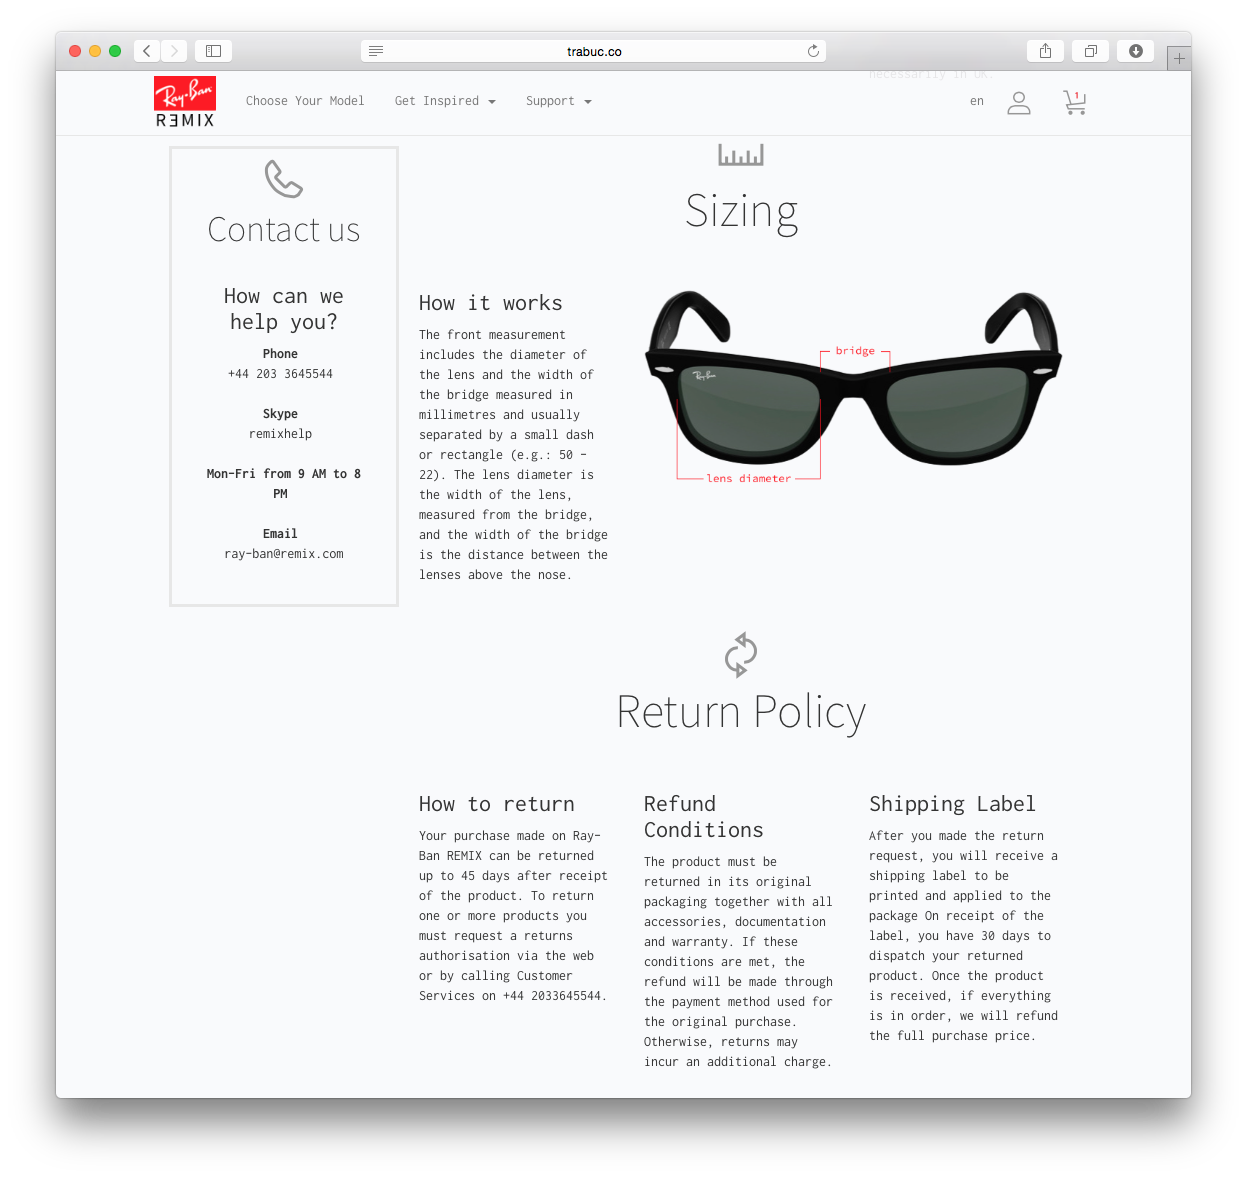 trabuc.co
necessarily in UK.
Ray-Ban
REMIX
Choose Your Model
Get Inspired
Support
en
1
Contact us
How can we
help you?
Phone
+44 203 3645544
Skype
remixhelp
Mon-Fri from 9 AM to 8
PM
Email
ray-ban@remix.com
Sizing
How it works
The front measurement
includes the diameter of
the lens and the width of
the bridge measured in
millimetres and usually
separated by a small dash
or rectangle (e.g.: 50 -
22). The lens diameter is
the width of the lens,
measured from the bridge,
and the width of the bridge
is the distance between the
lenses above the nose.
bridge
Ray-Ban
lens diameter
Return Policy
How to return
Your purchase made on Ray-
Ban REMIX can be returned
up to 45 days after receipt
of the product. To return
one or more products you
must request a returns
authorisation via the web
or by calling Customer
Services on +44 2033645544.
Refund
Conditions
The product must be
returned in its original
packaging together with all
accessories, documentation
and warranty. If these
conditions are met, the
refund will be made through
the payment method used for
the original purchase.
Otherwise, returns may
incur an additional charge.
Shipping Label
After you made the return
request, you will receive a
shipping label to be
printed and applied to the
package On receipt of the
label, you have 30 days to
dispatch your returned
product. Once the product
is received, if everything
is in order, we will refund
the full purchase price.